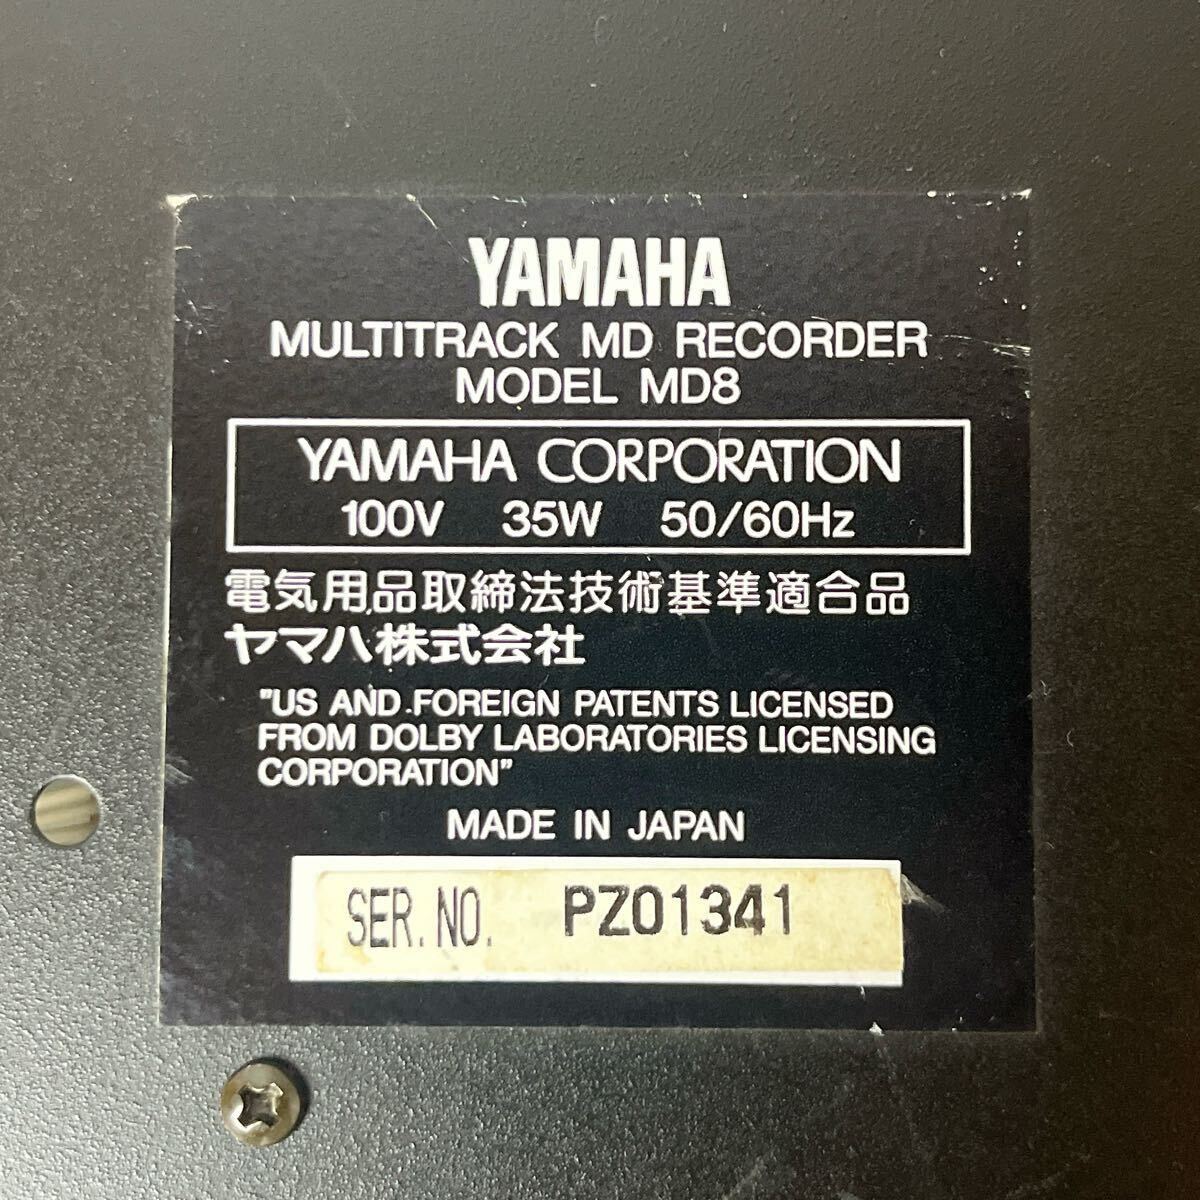 YAMAHA
MULTITRACK MD RECORDER
MODEL MD8
YAMAHA CORPORATION
100V 35W 50/60Hz
電気用品取締法技術基準適合品
ヤマハ株式会社
"US AND FOREIGN PATENTS LICENSED
FROM DOLBY LABORATORIES LICENSING
CORPORATION"
MADE IN JAPAN
SER. NO. PZ01341